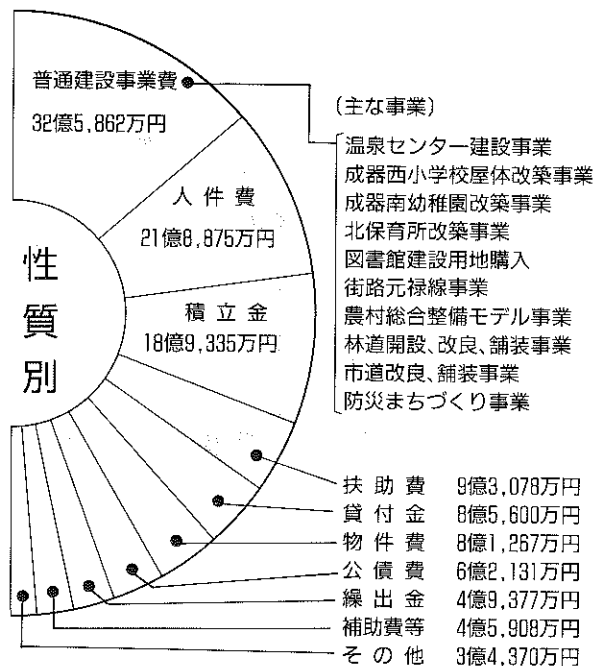 普通建設事業費
32億5,862万円
(主な事業)
温泉センター建設事業
成器西小学校屋体改築事業
成器南幼稚園改築事業
北保育所改築事業
図書館建設用地購入
街路元禄線事業
農村総合整備モデル事業
林道開設、改良、舗装事業
市道改良、舗装事業
防災まちづくり事業
人件費
21億8,875万円
性質別
積立金
18億9,335万円
扶助費 9億3,078万円
貸付金 8億5,600万円
物件費 8億1,267万円
公債費 6億2,131万円
繰出金 4億9,377万円
補助費等 4億5,908万円
その他 3億4,370万円